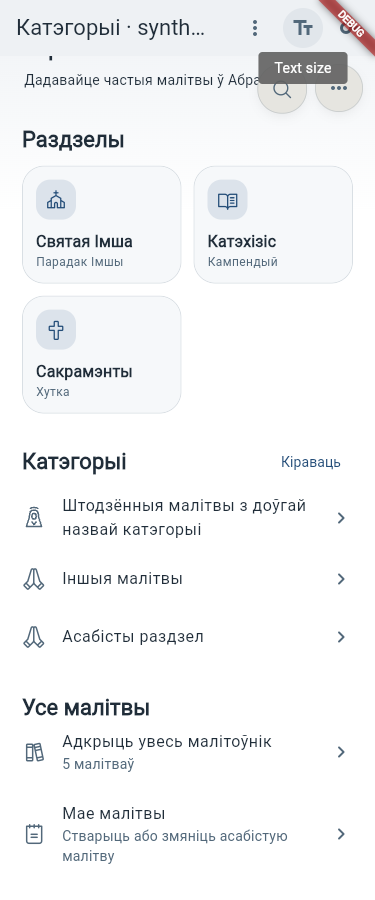 Катэгорыі · synth…
DEBUG
Text size
Дадавайце частыя малітвы ў Абра
Раздзелы
Святая Імша
Парадак Імшы
Катэхізіс
Кампендый
Сакрамэнты
Хутка
Катэгорыі
Кіраваць
Штодзённыя малітвы з доўгай
назвай катэгорыі
Іншыя малітвы
Асабісты раздзел
Усе малітвы
Адкрыць увесь малітоўнік
5 малітваў
Мае малітвы
Стварыць або змяніць асабістую
малітву